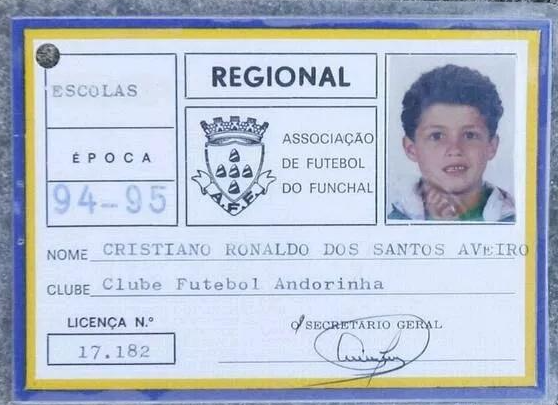 ESCOLAS
ÉPOCA
94-95
REGIONAL
A.F.F.
ASSOCIAÇÃO
DE FUTEBOL
DO FUNCHAL
NOME CRISTIANO RONALDO DOS SANTOS AVEIRO
CLUBE Clube Futebol Andorinha
LICENÇA N.º
17.182
O SECRETÁRIO GERAL